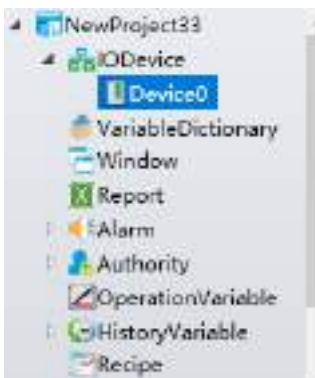 NewProject33
IODevice
Device0
VariableDictionary
Window
Report
Alarm
Authority
OperationVariable
HistoryVariable
Recipe